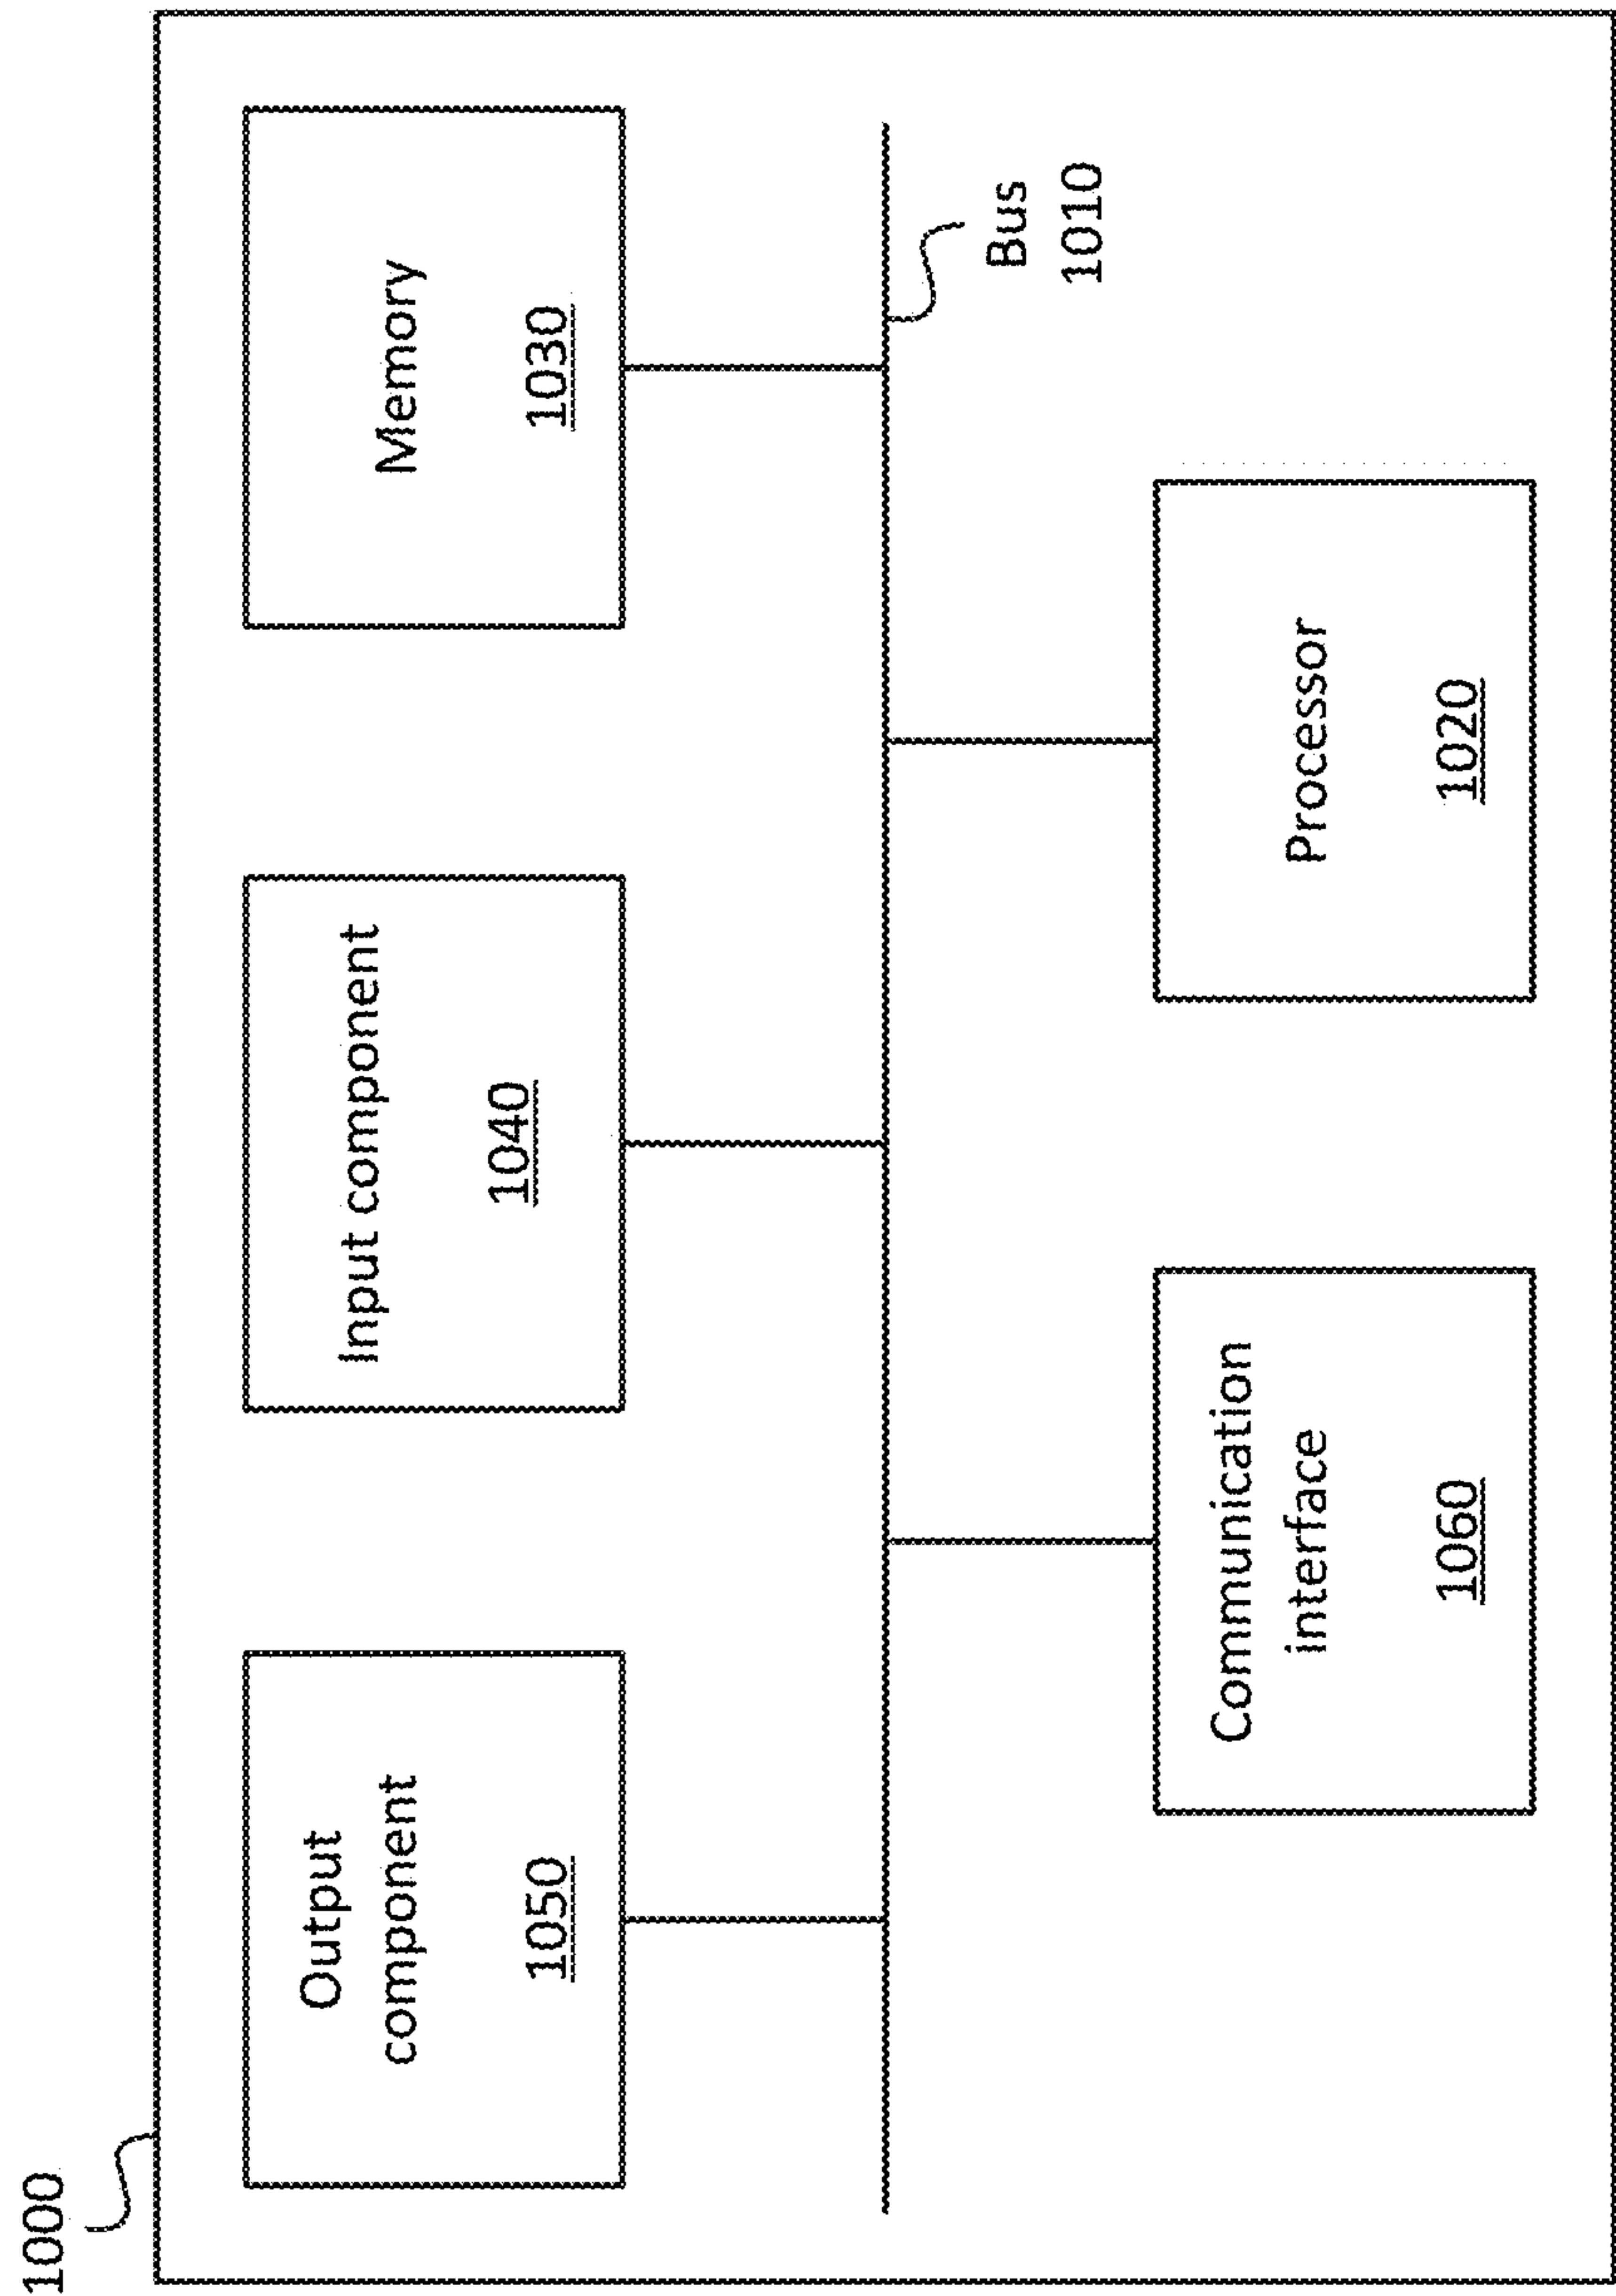 1000
Output
component
1050
Input component
1040
Memory
1030
Bus
1010
Communication
interface
1060
Processor
1020